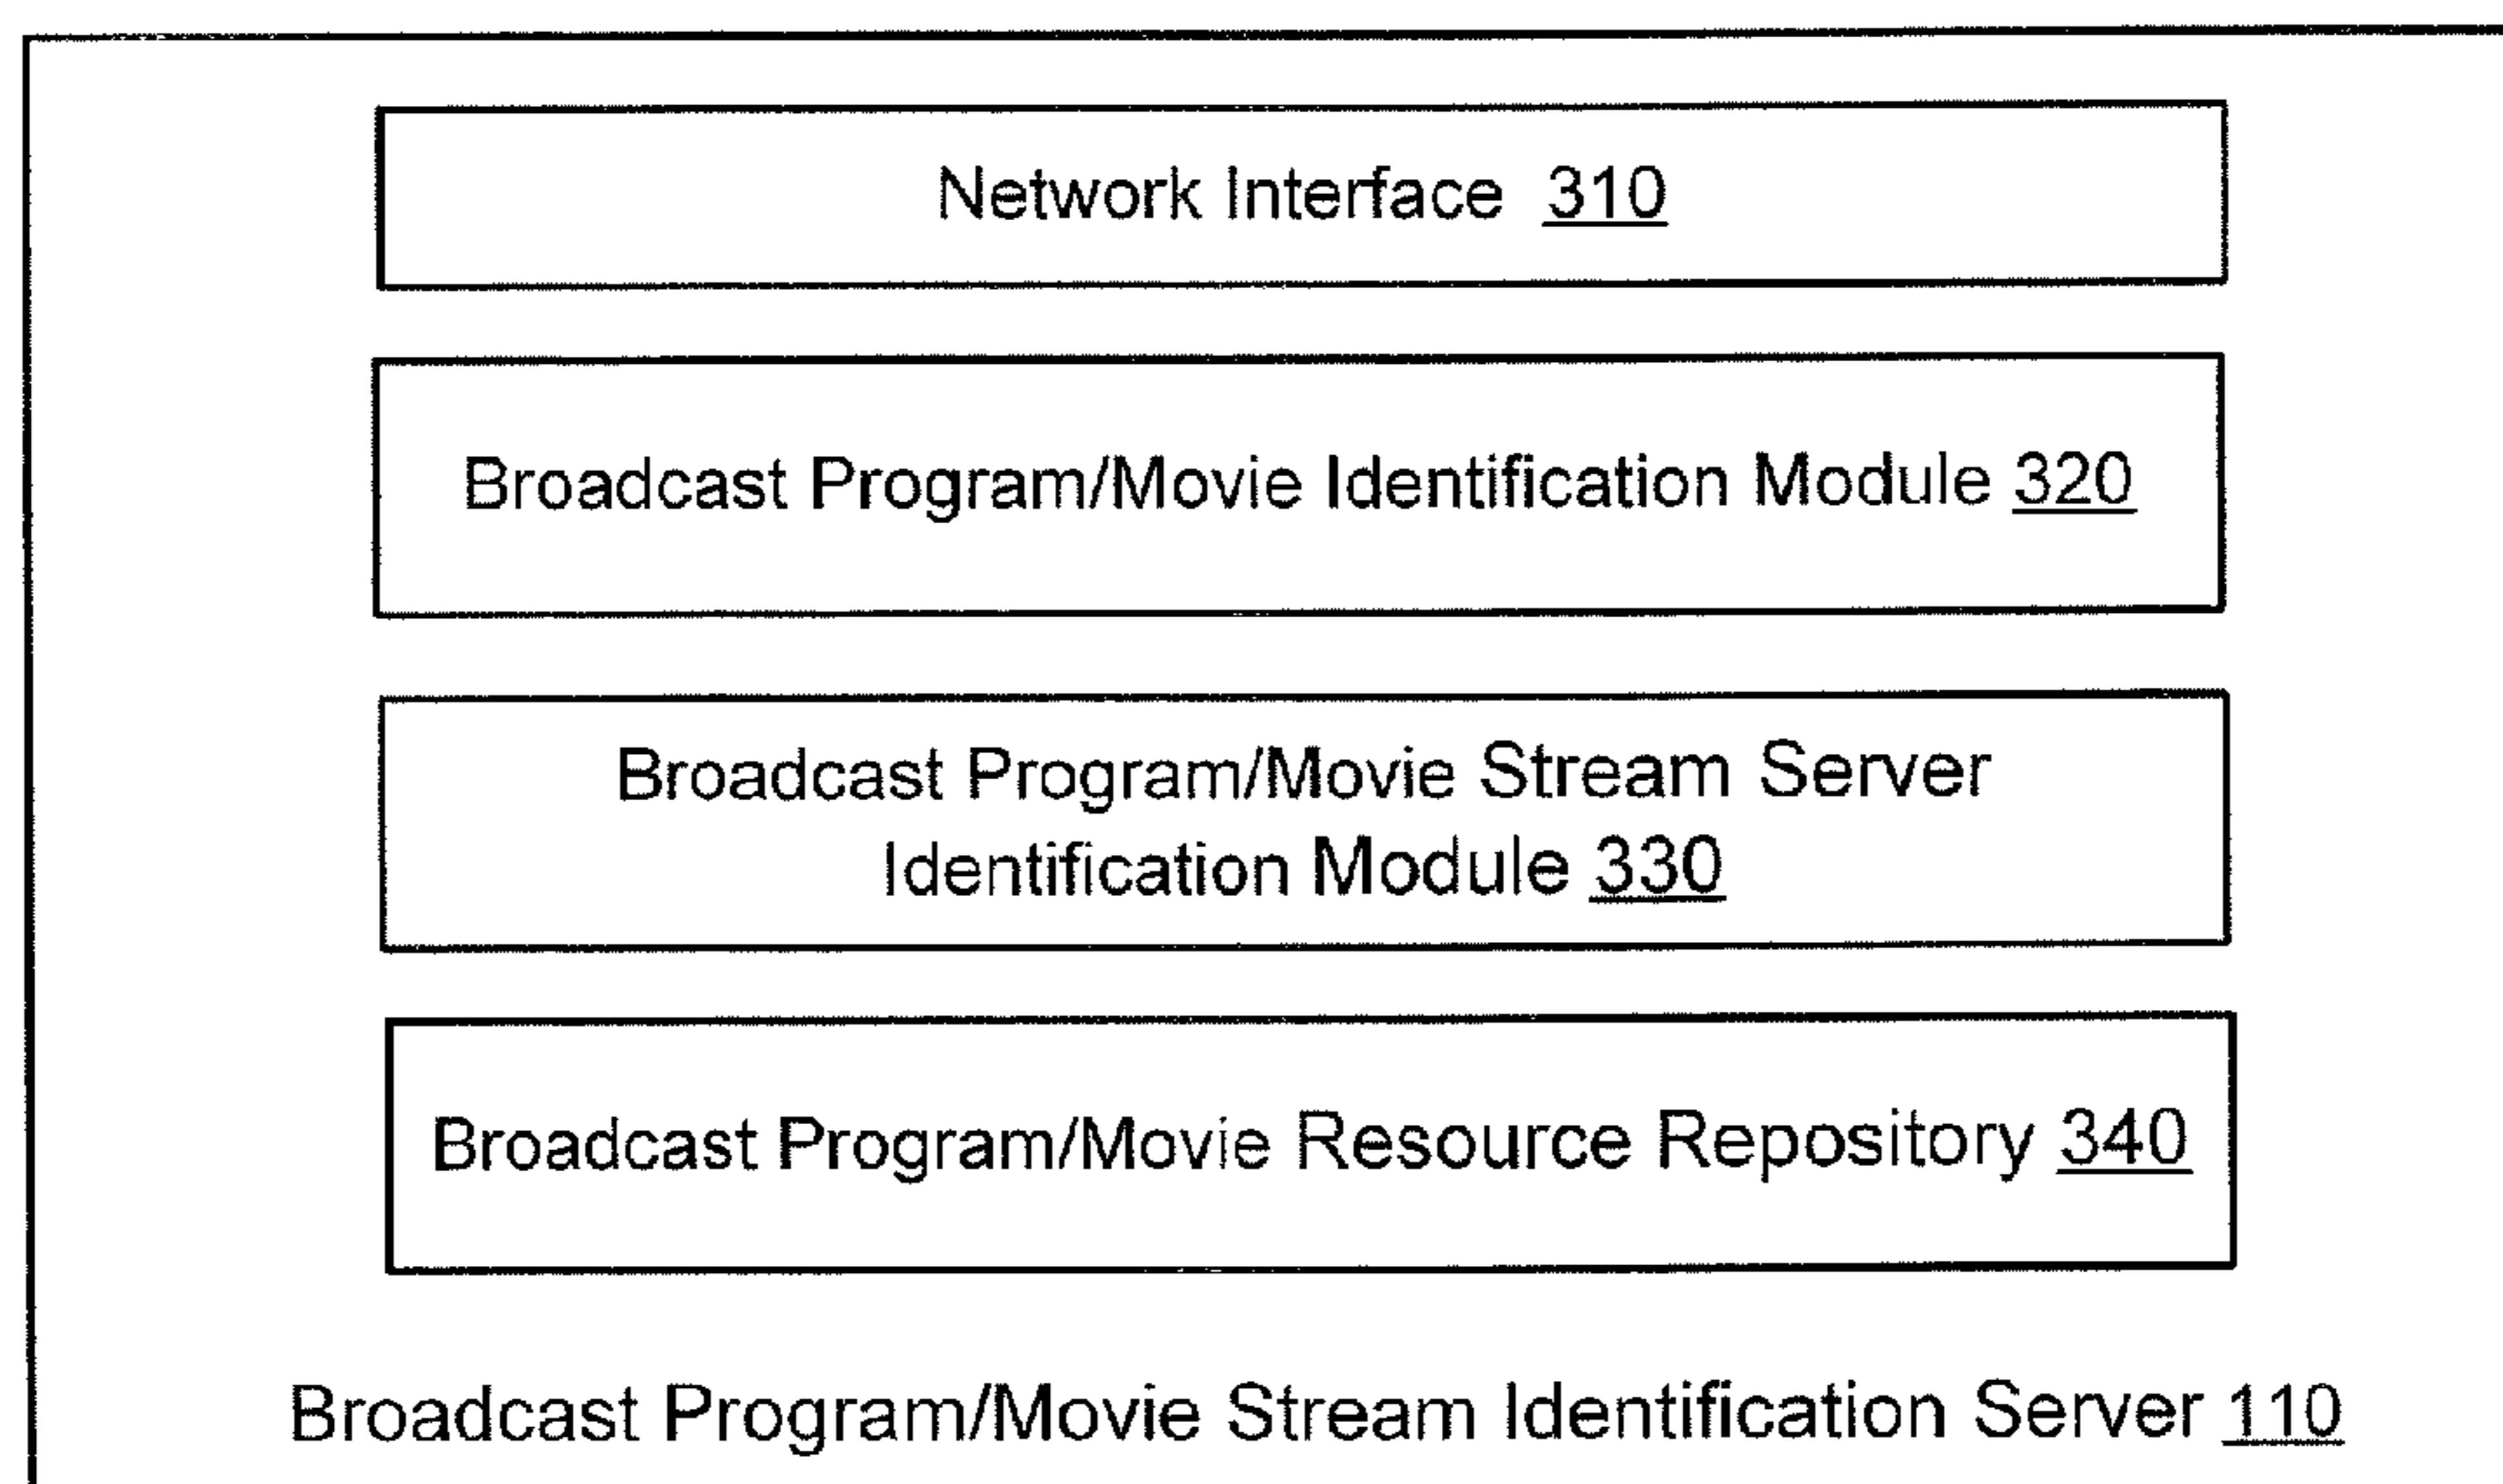 Network Interface 310
Broadcast Program/Movie Identification Module 320
Broadcast Program/Movie Stream Server
Identification Module 330
Broadcast Program/Movie Resource Repository 340
Broadcast Program/Movie Stream Identification Server 110